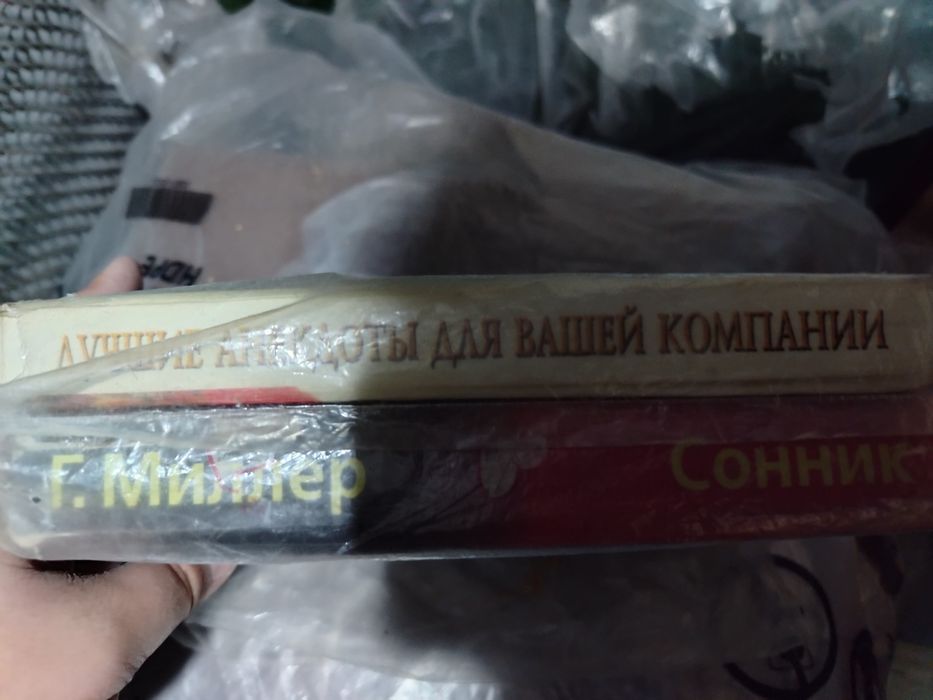 ЛУЧШИЕ АНЕКДОТЫ ДЛЯ ВАШЕЙ КОМПАНИИ
Г. Миллер Сонник